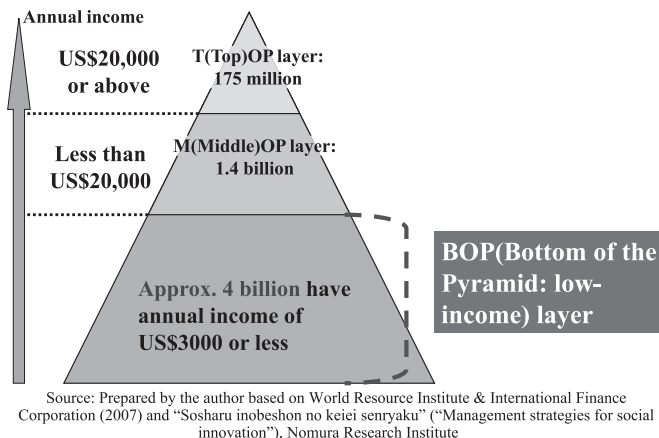 Annual income
US$20,000
or above
T(Top)OP layer:
175 million
Less than
US$20,000
M(Middle)OP layer:
1.4 billion
Approx. 4 billion have
annual income of
US$3000 or less
BOP(Bottom of the
Pyramid: low-
income) layer
Source: Prepared by the author based on World Resource Institute & International Finance
Corporation (2007) and “Sosharu inobeshon no keiei senryaku” (“Management strategies for social
innovation”), Nomura Research Institute